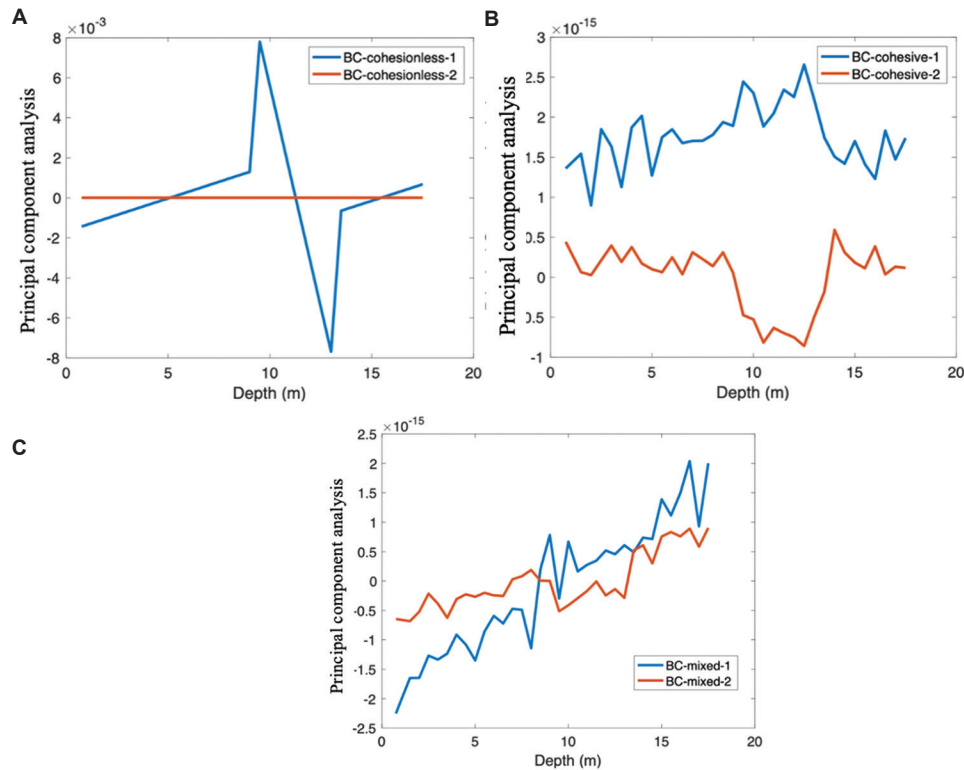 A
×10⁻³
8
6
4
2
0
-2
-4
-6
-8
Principal component analysis
BC-cohesionless-1
BC-cohesionless-2
0 5 10 15 20
Depth (m)
B
×10⁻¹⁵
3
2.5
2
1.5
1
0.5
0
0.5
-1
Principal component analysis
BC-cohesive-1
BC-cohesive-2
0 5 10 15 20
Depth (m)
C
×10⁻¹⁵
2.5
2
1.5
1
0.5
0
-0.5
-1
-1.5
-2
-2.5
Principal component analysis
BC-mixed-1
BC-mixed-2
0 5 10 15 20
Depth (m)